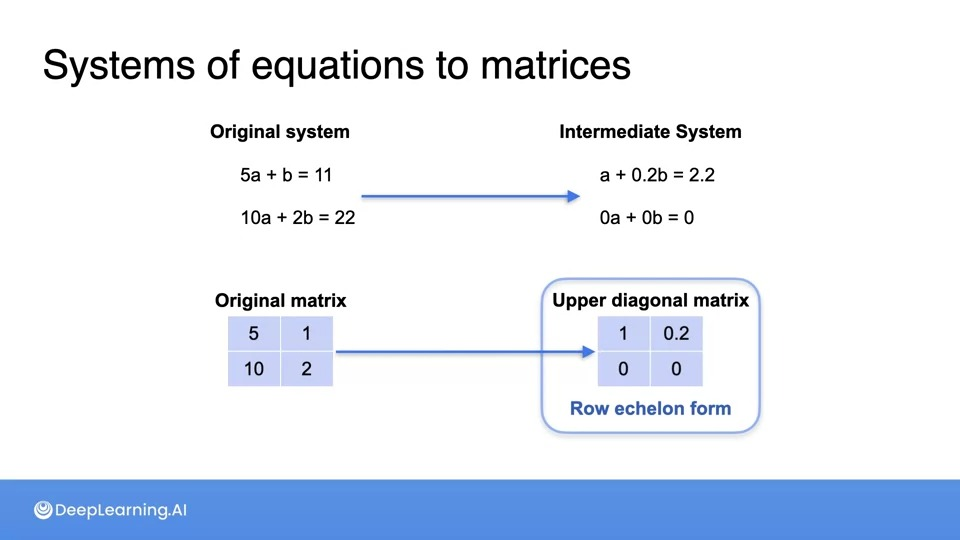 Systems of equations to matrices
Original system
5a + b = 11
10a + 2b = 22
Intermediate System
a + 0.2b = 2.2
0a + 0b = 0
Original matrix
5 1
10 2
Upper diagonal matrix
1 0.2
0 0
Row echelon form
DeepLearning.AI